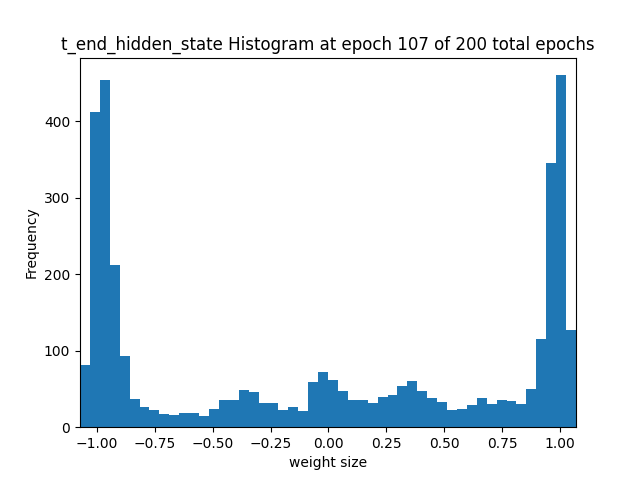 t_end_hidden_state Histogram at epoch 107 of 200 total epochs
400
300
200
100
0
Frequency
−1.00 −0.75 −0.50 −0.25 0.00 0.25 0.50 0.75 1.00
weight size